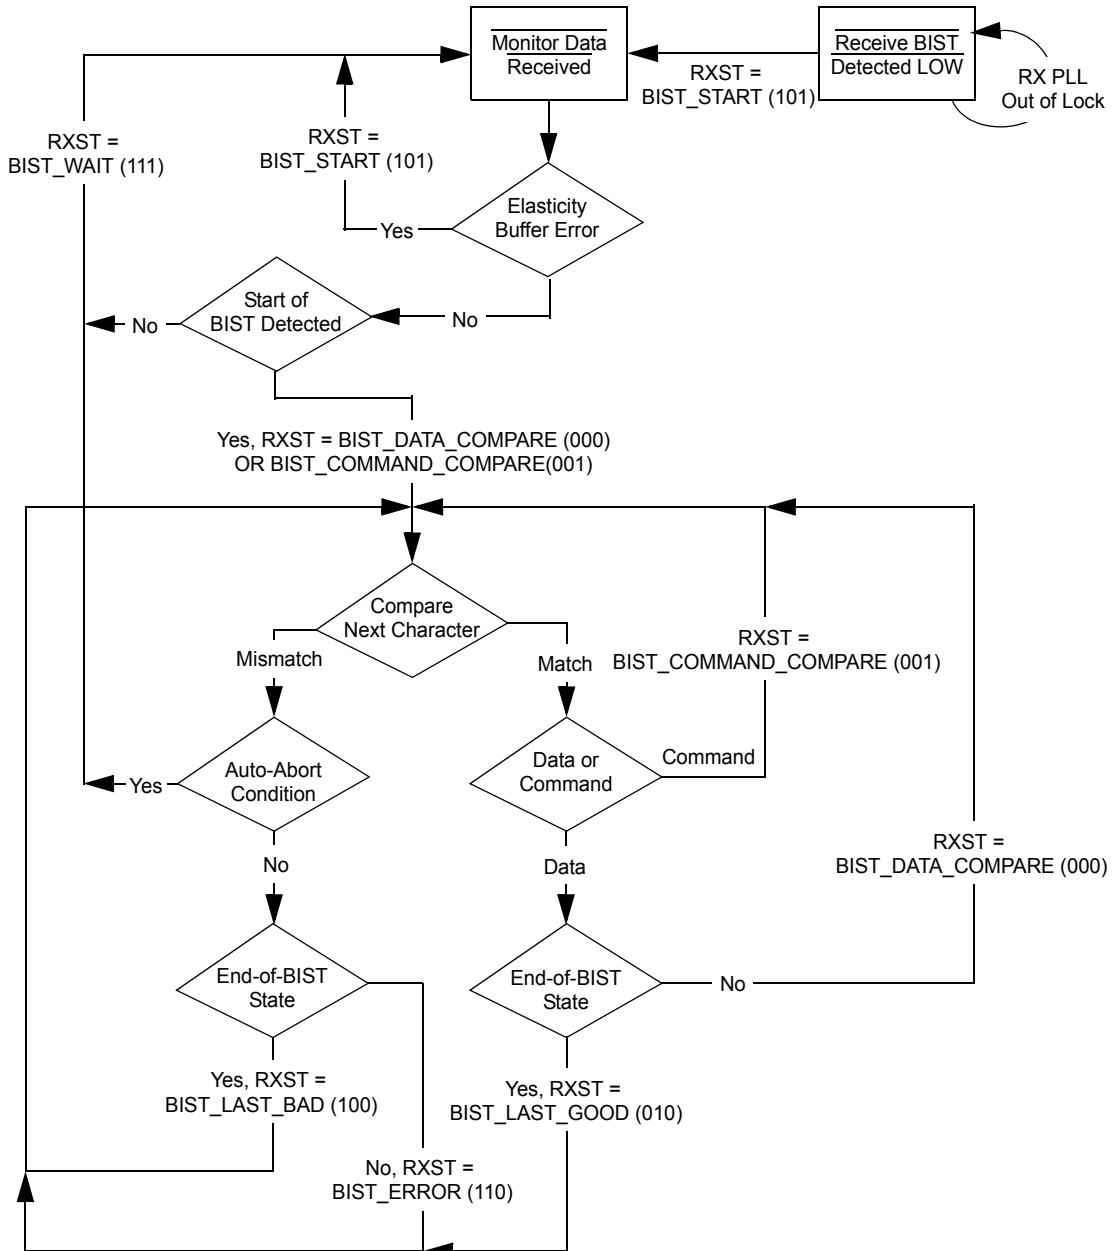 Monitor Data
Received
Receive BIST
Detected LOW
RX PLL
Out of Lock
RXST =
BIST_START (101)
RXST =
BIST_WAIT (111)
RXST =
BIST_START (101)
Elasticity
Buffer Error
Yes
No
Start of
BIST Detected
No
Yes, RXST = BIST_DATA_COMPARE (000)
OR BIST_COMMAND_COMPARE(001)
Compare
Next Character
Mismatch
Match
RXST =
BIST_COMMAND_COMPARE (001)
Auto-Abort
Condition
Yes
Data or
Command
Command
No
Data
RXST =
BIST_DATA_COMPARE (000)
End-of-BIST
State
End-of-BIST
State
No
Yes, RXST =
BIST_LAST_BAD (100)
Yes, RXST =
BIST_LAST_GOOD (010)
No, RXST =
BIST_ERROR (110)